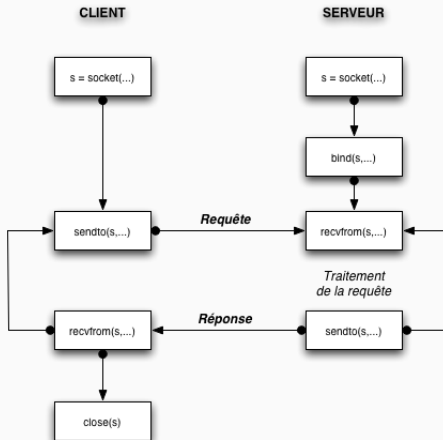 CLIENT
SERVEUR
s = socket(...)
s = socket(...)
bind(s,...)
sendto(s,...)
Requête
recvfrom(s,...)
Traitement
de la requête
recvfrom(s,...)
Réponse
sendto(s,...)
close(s)